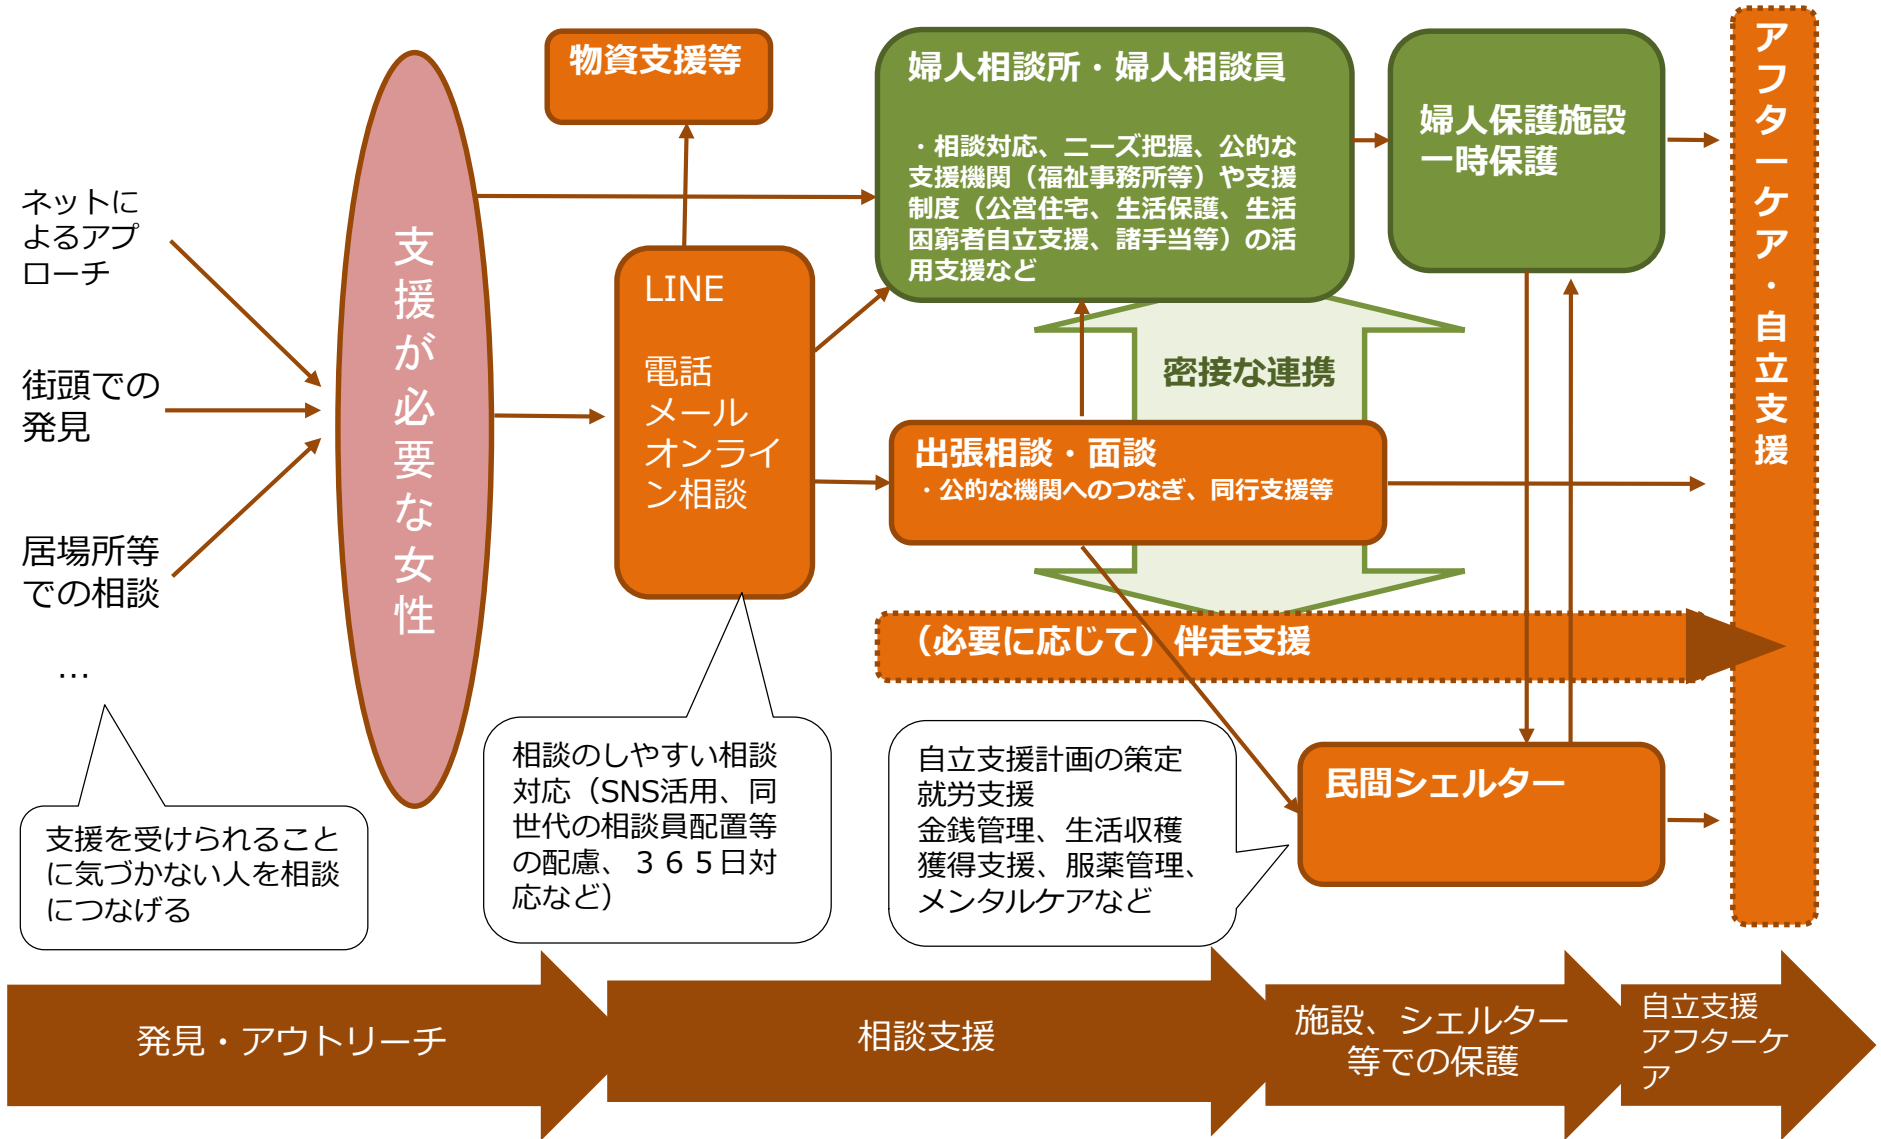 ネットに
よるアプ
ローチ
街頭での
発見
居場所等
での相談
…
支援を受けられること
に気づかない人を相談
につなげる
支援が必要な女性
物資支援等
LINE
電話
メール
オンライ
ン相談
相談のしやすい相談
対応（SNS活用、同
世代の相談員配置等
の配慮、３６５日対
応など）
婦人相談所・婦人相談員
・相談対応、ニーズ把握、公的な
支援機関（福祉事務所等）や支援
制度（公営住宅、生活保護、生活
困窮者自立支援、諸手当等）の活
用支援など
婦人保護施設
一時保護
密接な連携
出張相談・面談
・公的な機関へのつなぎ、同行支援等
（必要に応じて）伴走支援
自立支援計画の策定
就労支援
金銭管理、生活収穫
獲得支援、服薬管理、
メンタルケアなど
民間シェルター
アフターケア・自立支援
発見・アウトリーチ
相談支援
施設、シェルター
等での保護
自立支援
アフターケ
ア